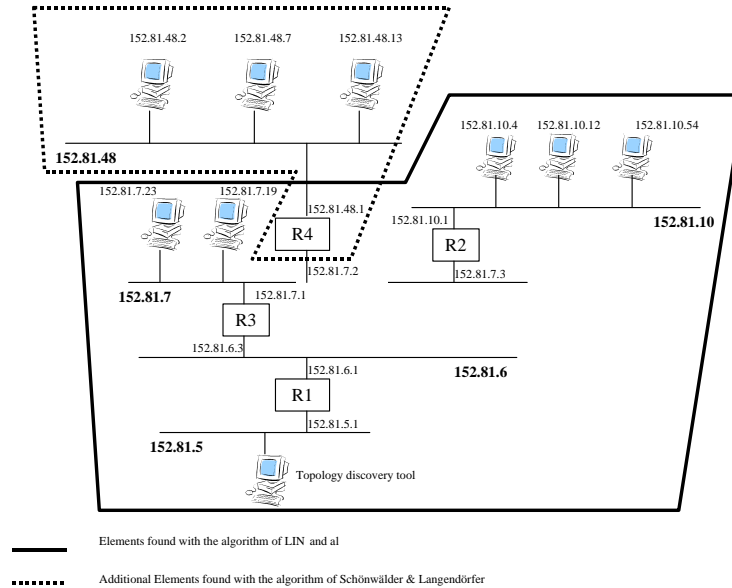 152.81.48.2 152.81.48.7 152.81.48.13
152.81.48
152.81.10.4 152.81.10.12 152.81.10.54
152.81.7.23 152.81.7.19
152.81.48.1
152.81.10.1
152.81.10
R4
R2
152.81.7.2
152.81.7.3
152.81.7
152.81.7.1
R3
152.81.6.3
152.81.6.1
152.81.6
R1
152.81.5.1
152.81.5
Topology discovery tool
Elements found with the algorithm of LIN and al
Additional Elements found with the algorithm of Schönwälder & Langendörfer